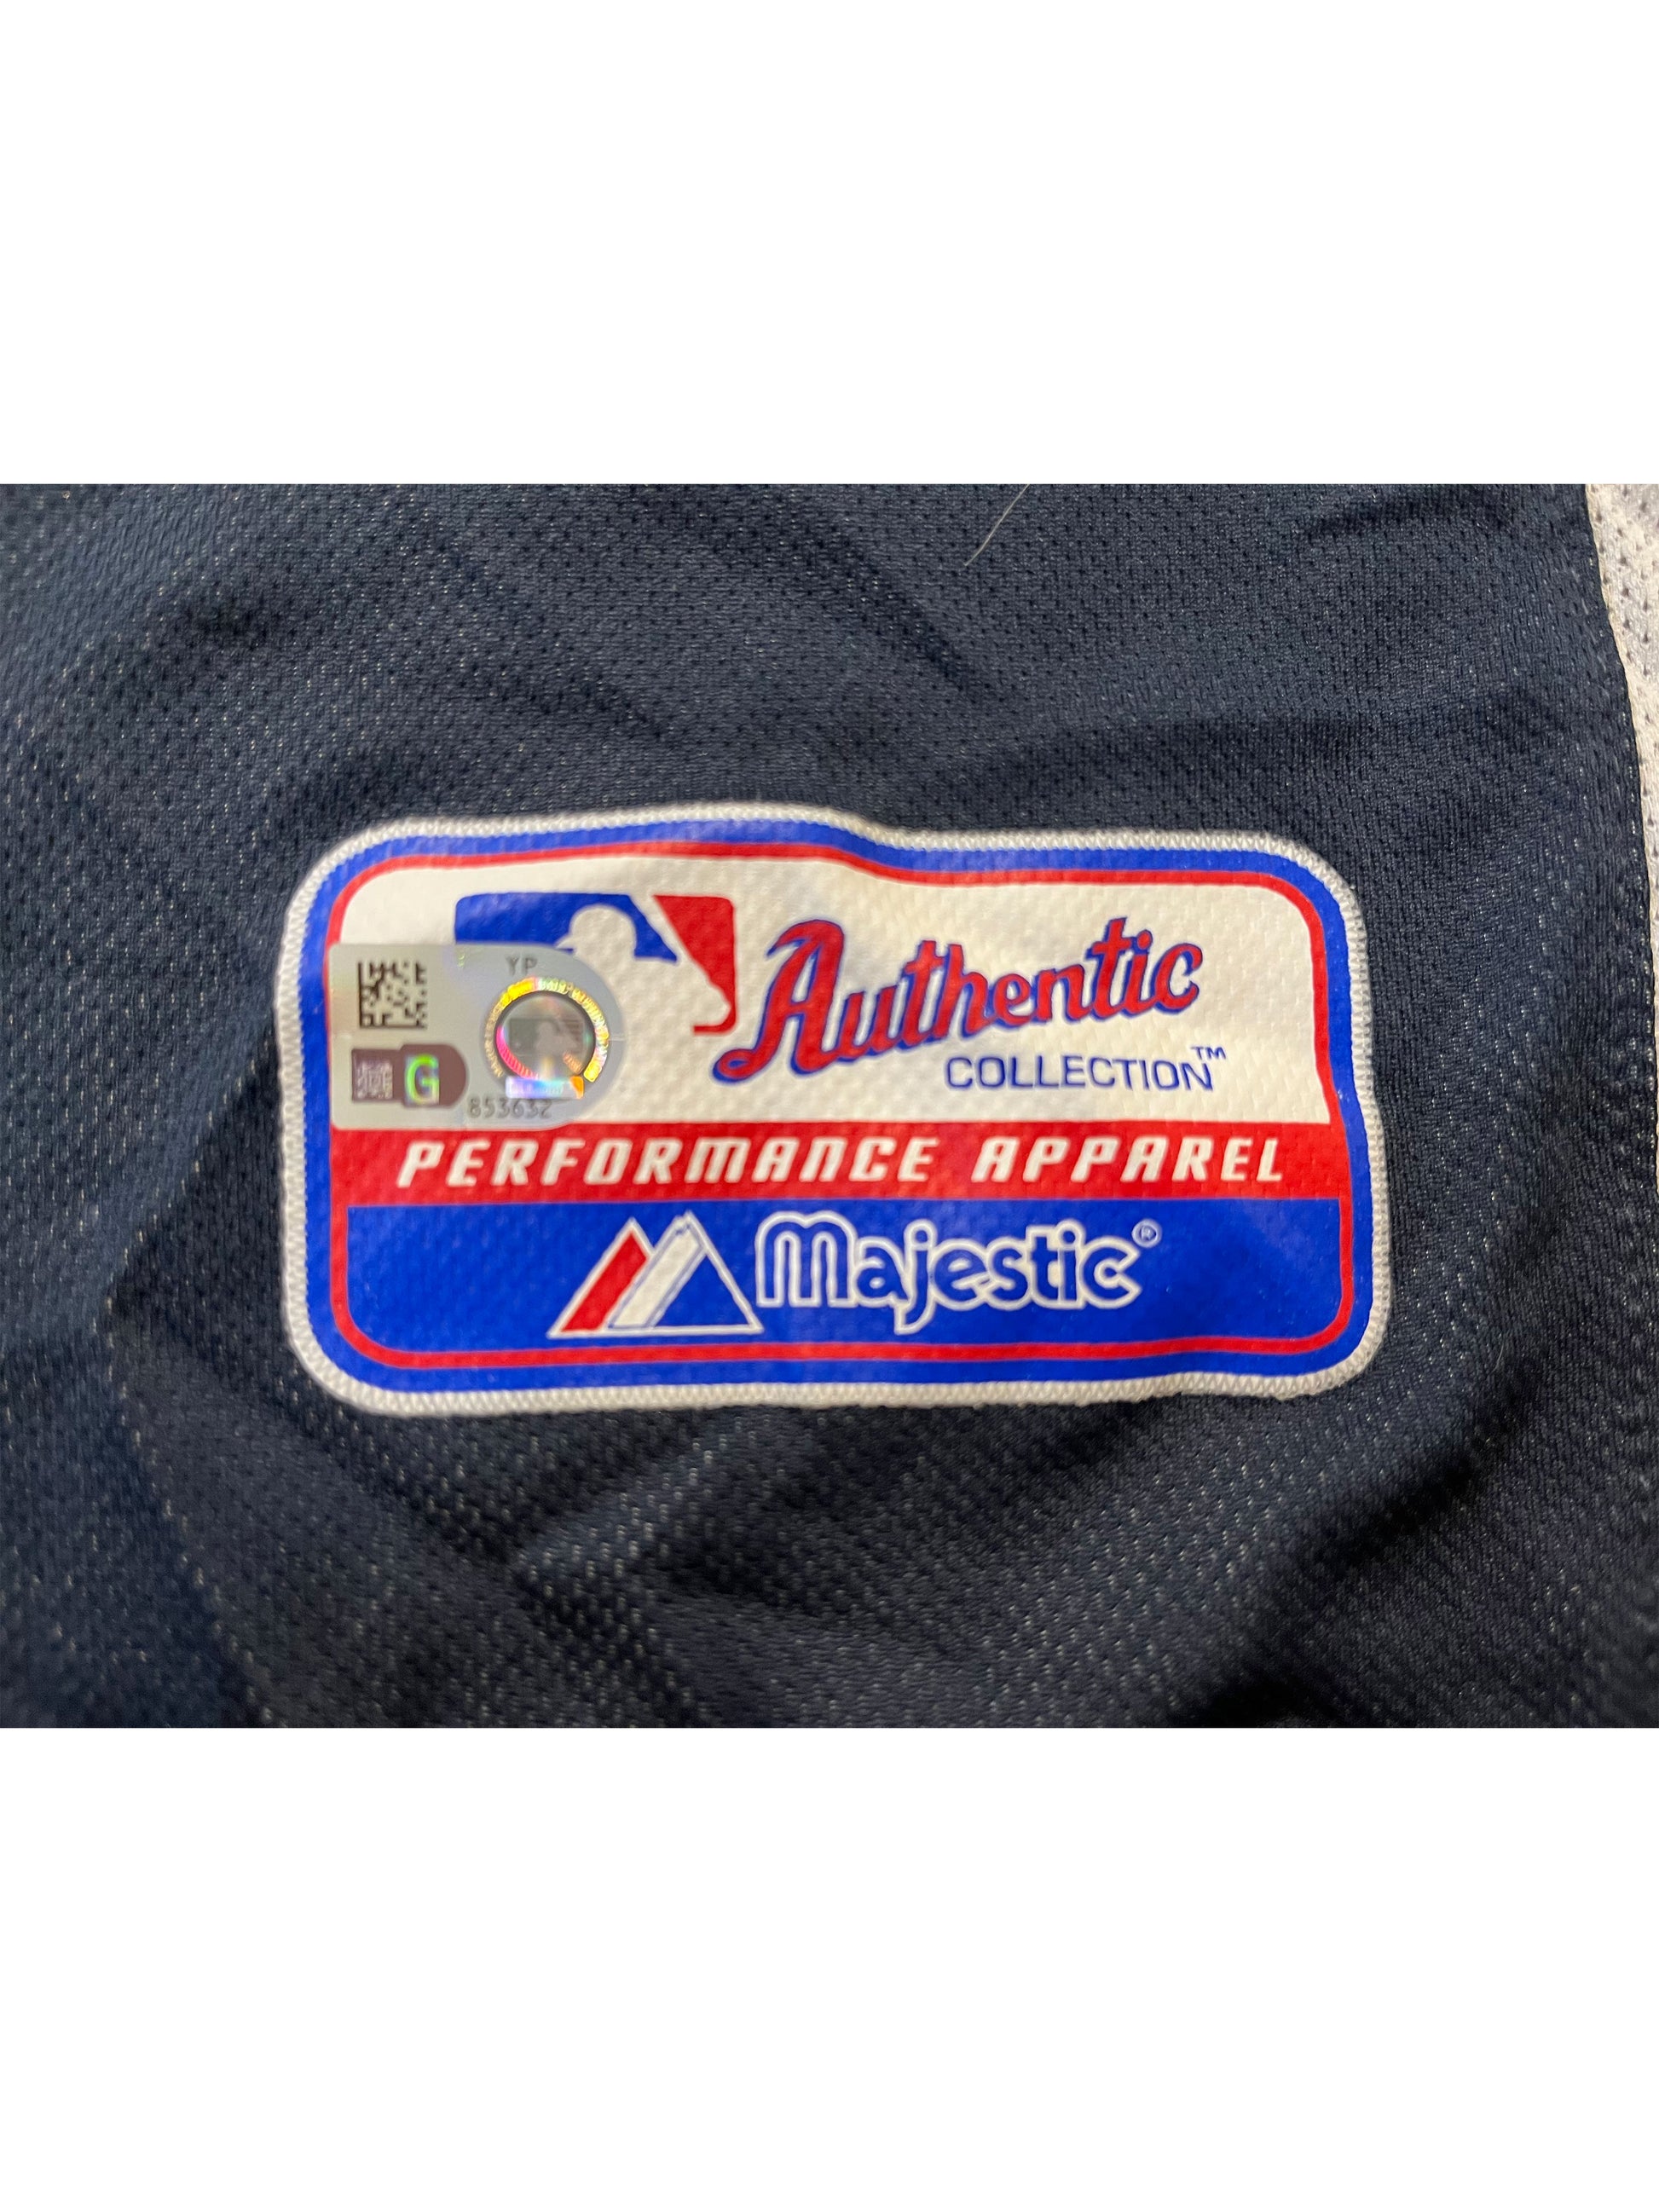 YP
G
853632
Authentic
COLLECTION™
PERFORMANCE APPAREL
Majestic®